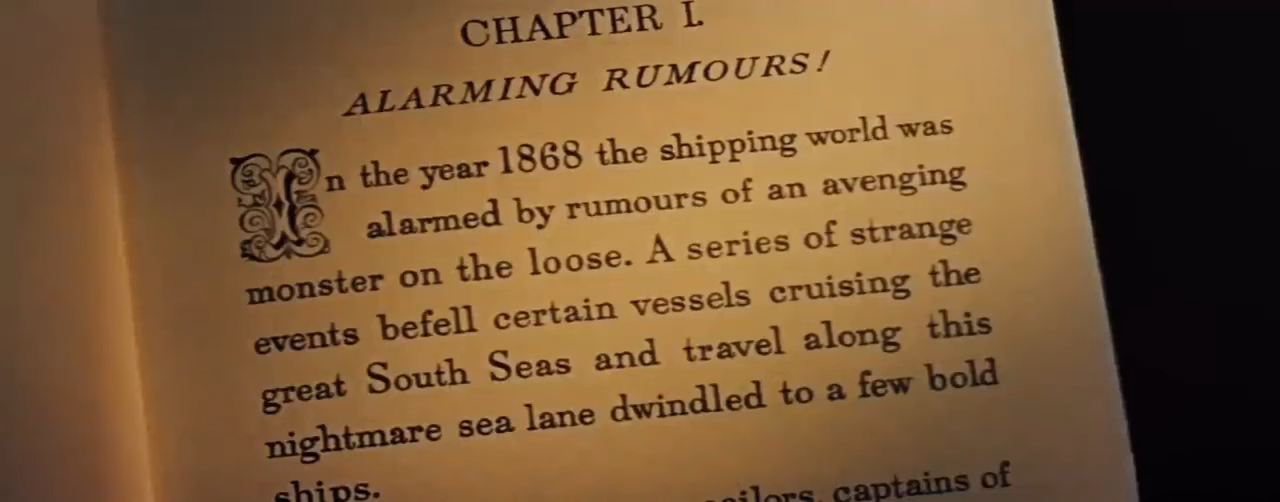 CHAPTER I.
ALARMING RUMOURS!
In the year 1868 the shipping world was
alarmed by rumours of an avenging
monster on the loose. A series of strange
events befell certain vessels cruising the
great South Seas and travel along this
nightmare sea lane dwindled to a few bold
ships. captains of